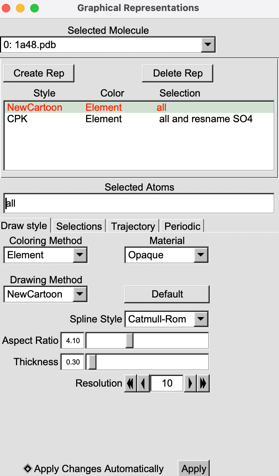 Graphical Representations
Selected Molecule
0: 1a48.pdb
Create Rep Delete Rep
Style Color Selection
NewCartoon Element all
CPK Element all and resname SO4
Selected Atoms
all
Draw style Selections Trajectory Periodic
Coloring Method Material
Element Opaque
Drawing Method
NewCartoon Default
Spline Style Catmull-Rom
Aspect Ratio 4.10
Thickness 0.30
Resolution 10
Apply Changes Automatically Apply